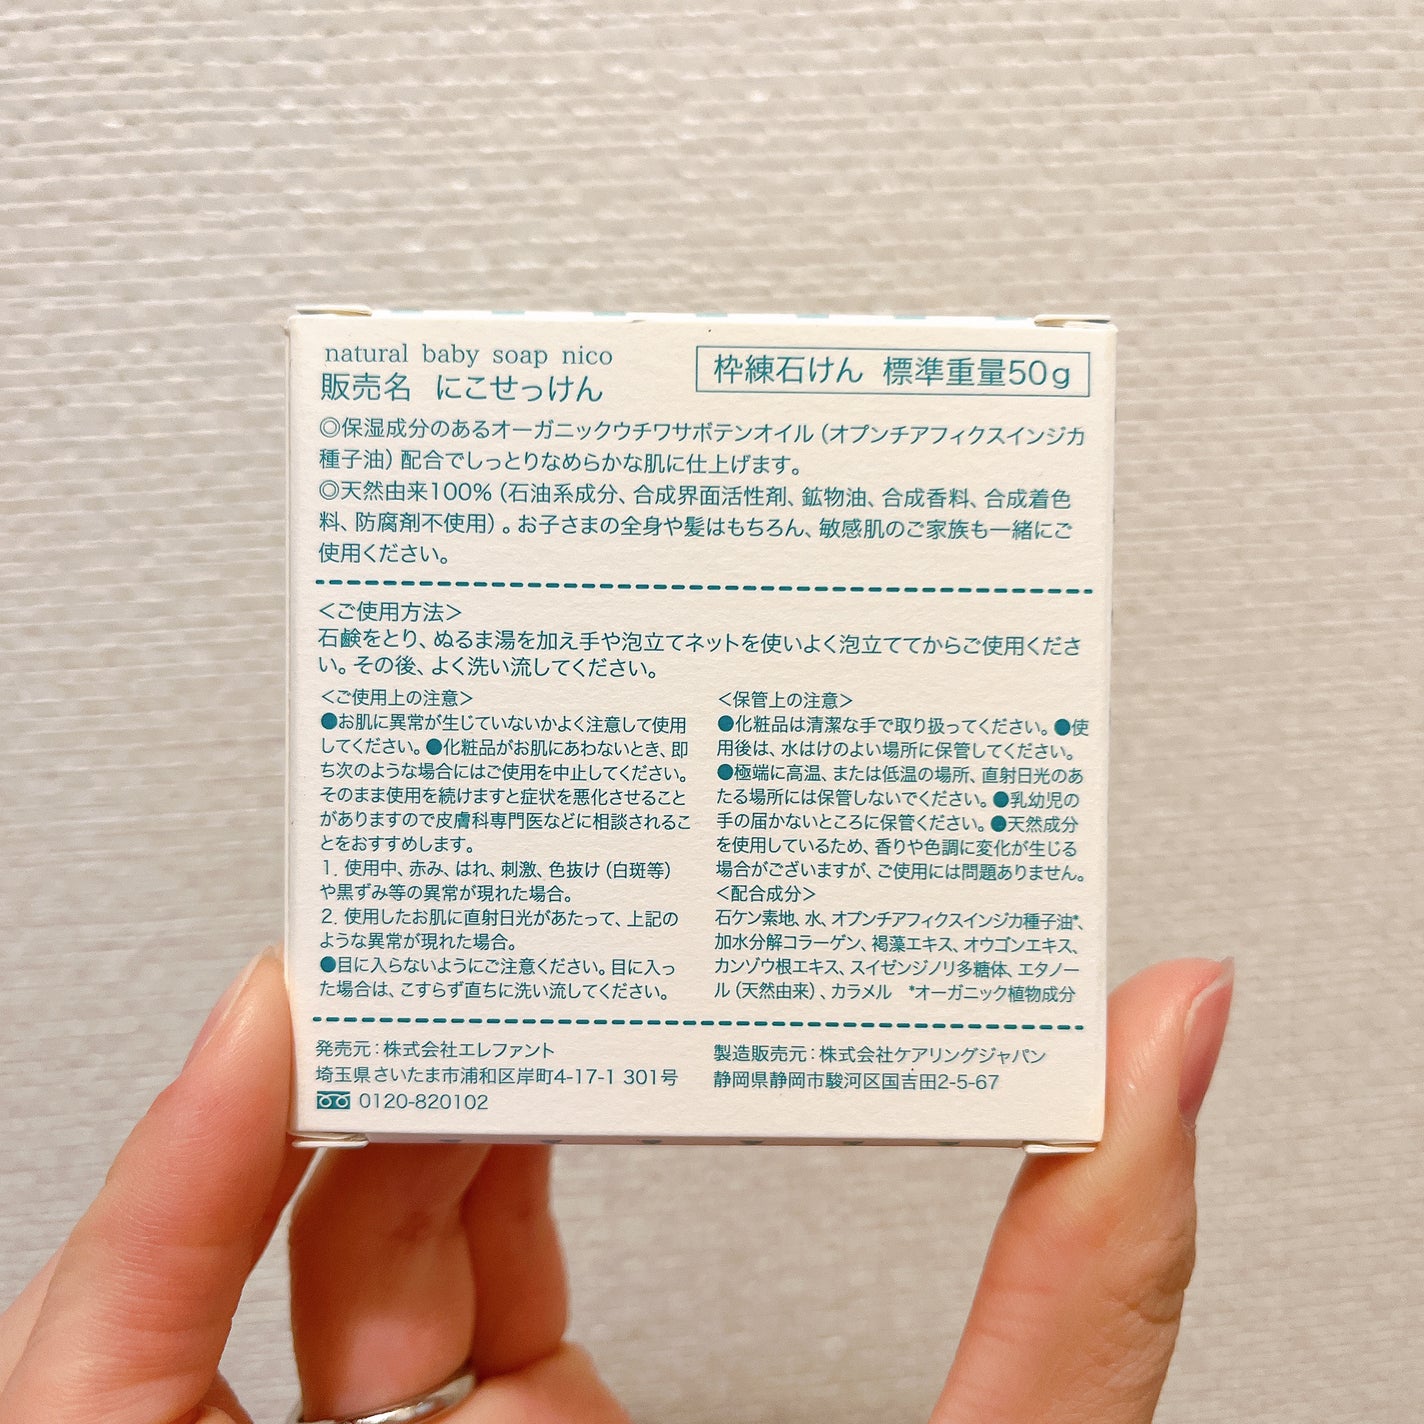 natural baby soap nico
販売名 にこせっけん
枠練石けん 標準重量50g
◎保湿成分のあるオーガニックウチワサボテンオイル（オプンチアフィクスインジカ
種子油）配合でしっとりなめらかな肌に仕上げます。
◎天然由来100%（石油系成分、合成界面活性剤、鉱物油、合成香料、合成着色
料、防腐剤不使用）。お子さまの全身や髪はもちろん、敏感肌のご家族も一緒にご
使用ください。
＜ご使用方法＞
石鹸をとり、ぬるま湯を加え手や泡立てネットを使いよく泡立ててからご使用くださ
い。その後、よく洗い流してください。
＜ご使用上の注意＞
●お肌に異常が生じていないかよく注意して使用
してください。●化粧品がお肌にあわないとき、即
ち次のような場合にはご使用を中止してください。
そのまま使用を続けますと症状を悪化させること
がありますので皮膚科専門医などに相談されるこ
とをおすすめします。
1. 使用中、赤み、はれ、刺激、色抜け（白斑等）
や黒ずみ等の異常が現れた場合。
2. 使用したお肌に直射日光があたって、上記の
ような異常が現れた場合。
●目に入らないようにご注意ください。目に入っ
た場合は、こすらず直ちに洗い流してください。
＜保管上の注意＞
●化粧品は清潔な手で取り扱ってください。●使
用後は、水はけのよい場所に保管してください。
●極端に高温、または低温の場所、直射日光のあ
たる場所には保管しないでください。●乳幼児の
手の届かないところに保管ください。●天然成分
を使用しているため、香りや色調に変化が生じる
場合がございますが、ご使用には問題ありません。
＜配合成分＞
石ケン素地、水、オプンチアフィクスインジカ種子油*、
加水分解コラーゲン、褐藻エキス、オウゴンエキス、
カンゾウ根エキス、スイゼンジノリ多糖体、エタノー
ル（天然由来）、カラメル *オーガニック植物成分
発売元：株式会社エレファント
埼玉県さいたま市浦和区岸町4-17-1 301号
0120-820102
製造販売元：株式会社ケアリングジャパン
静岡県静岡市駿河区国吉田2-5-67